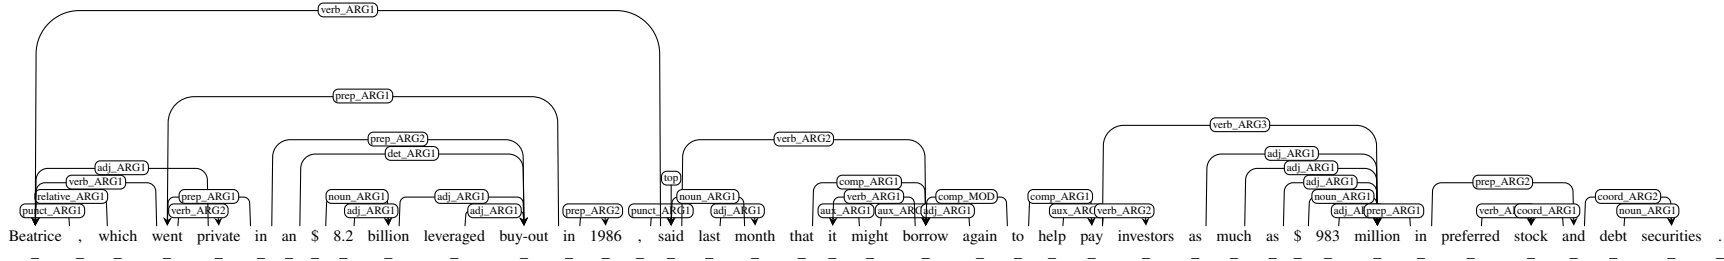 verb_ARG1
prep_ARG1
prep_ARG2 verb_ARG2 verb_ARG3
det_ARG1 adj_ARG1
adj_ARG1 top adj_ARG1
verb_ARG1 comp_ARG1 adj_ARG1 prep_ARG2
relative_ARG1 prep_ARG1 noun_ARG1 adj_ARG1 noun_ARG1 verb_ARG1 comp_MOD comp_ARG1 noun_ARG1 coord_ARG2
punct_ARG1 verb_ARG2 adj_ARG1 adj_ARG1 prep_ARG2 punct_ARG1 adj_ARG1 aux_ARG1 adj_ARG1 verb_ARG2 prep_ARG1 coord_ARG1 noun_ARG1
Beatrice , which went private in an $ 8.2 billion leveraged buy-out in 1986 , said last month that it might borrow again to help pay investors as much as $ 983 million in preferred stock and debt securities .
_ _ _ _ _ _ _ _ _ _ _ _ _ _ _ _ _ _ _ _ _ _ _ _ _ _ _ _ _ _ _ _ _ _ _ _ _ _ _ _